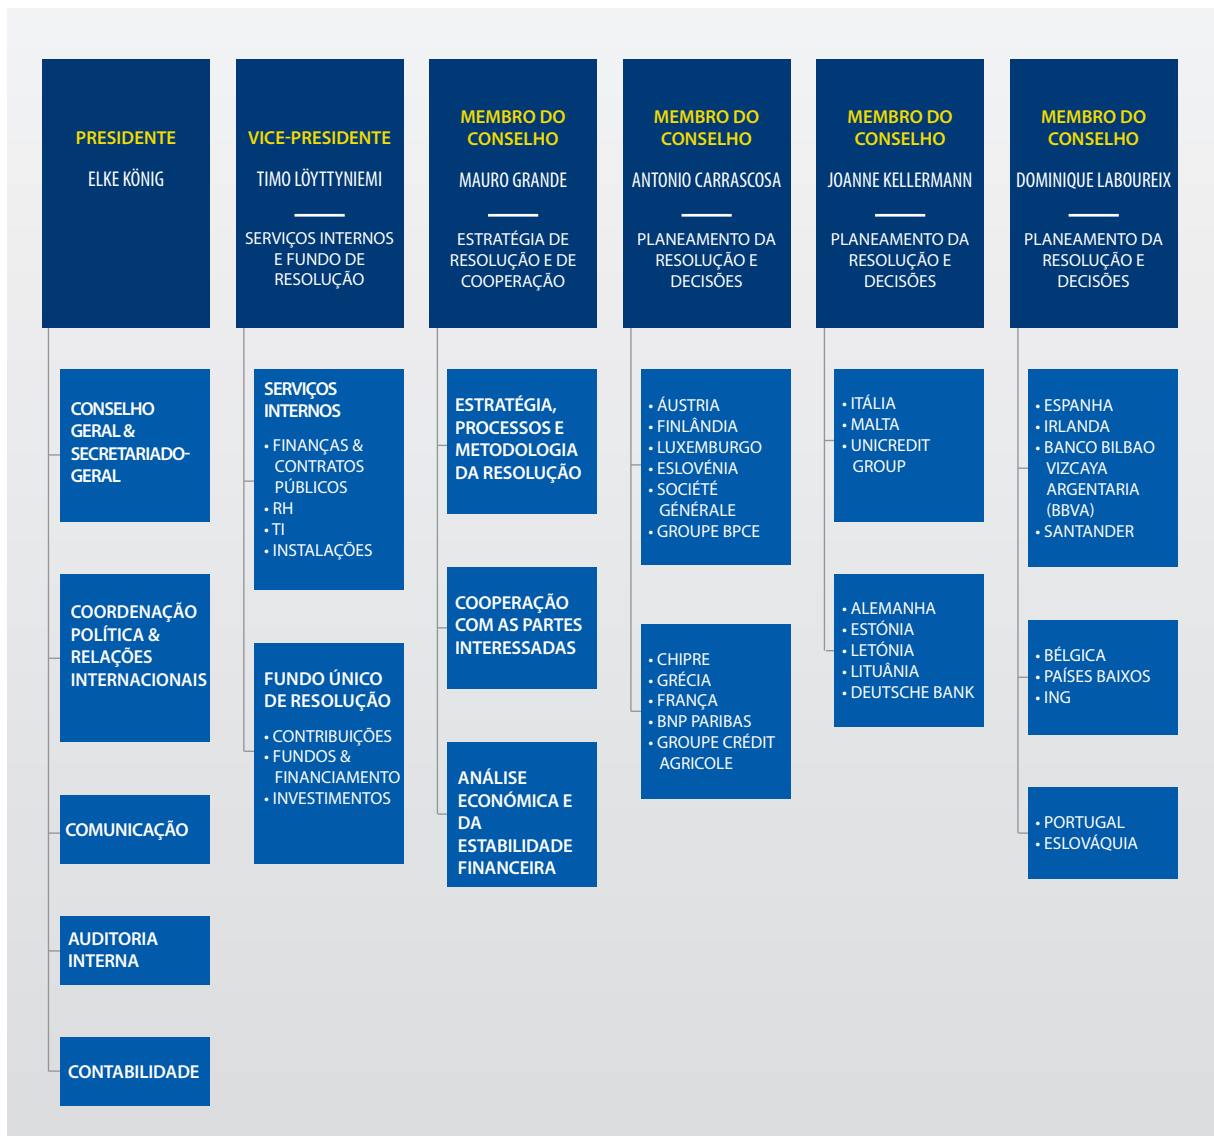 PRESIDENTE
ELKE KÖNIG
CONSELHO
GERAL &
SECRETARIADO-
GERAL
COORDENAÇÃO
POLÍTICA &
RELAÇÕES
INTERNACIONAIS
COMUNICAÇÃO
AUDITORIA
INTERNA
CONTABILIDADE
VICE-PRESIDENTE
TIMO LÖYTTYNIEMI
SERVIÇOS INTERNOS
E FUNDO DE
RESOLUÇÃO
SERVIÇOS
INTERNOS
• FINANÇAS &
CONTRATOS
PÚBLICOS
• RH
• TI
• INSTALAÇÕES
FUNDO ÚNICO
DE RESOLUÇÃO
• CONTRIBUIÇÕES
• FUNDOS &
FINANCIAMENTO
• INVESTIMENTOS
MEMBRO DO
CONSELHO
MAURO GRANDE
ESTRATÉGIA DE
RESOLUÇÃO E DE
COOPERAÇÃO
ESTRATÉGIA,
PROCESSOS E
METODOLOGIA
DA RESOLUÇÃO
COOPERAÇÃO
COM AS PARTES
INTERESSADAS
ANÁLISE
ECONÓMICA E
DA
ESTABILIDADE
FINANCEIRA
MEMBRO DO
CONSELHO
ANTONIO CARRASCOSA
PLANEAMENTO DA
RESOLUÇÃO E
DECISÕES
• ÁUSTRIA
• FINLÂNDIA
• LUXEMBURGO
• ESLOVÉNIA
• SOCIÉTÉ
GÉNÉRALE
• GROUPE BPCE
• CHIPRE
• GRÉCIA
• FRANÇA
• BNP PARIBAS
• GROUPE CRÉDIT
AGRICOLE
MEMBRO DO
CONSELHO
JOANNE KELLERMANN
PLANEAMENTO DA
RESOLUÇÃO E
DECISÕES
• ITÁLIA
• MALTA
• UNICREDIT
GROUP
• ALEMANHA
• ESTÓNIA
• LETÓNIA
• LITUÂNIA
• DEUTSCHE BANK
MEMBRO DO
CONSELHO
DOMINIQUE LABOUREIX
PLANEAMENTO DA
RESOLUÇÃO E
DECISÕES
• ESPANHA
• IRLANDA
• BANCO BILBAO
VIZCAYA
ARGENTARIA
(BBVA)
• SANTANDER
• BÉLGICA
• PAÍSES BAIXOS
• ING
• PORTUGAL
• ESLOVÁQUIA